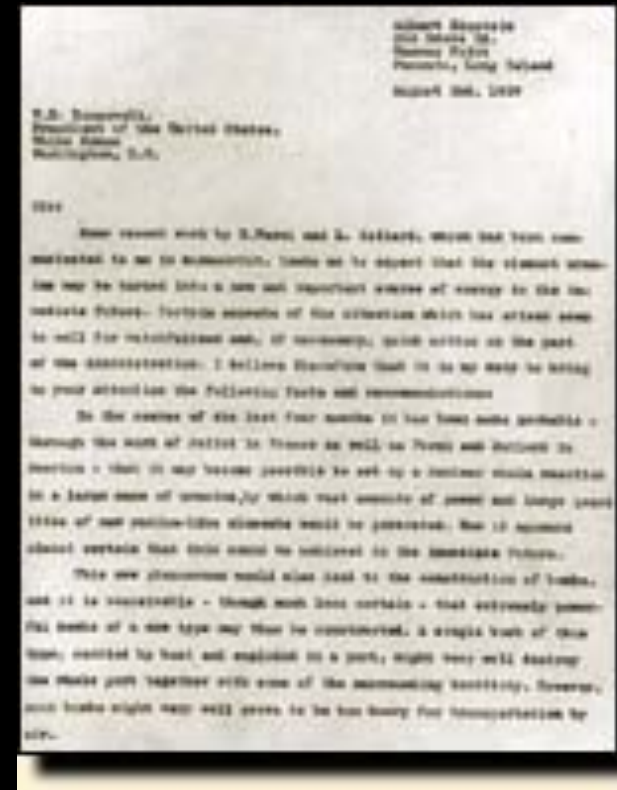 Albert Einstein
Old Grove Rd.
Nassau Point
Peconic, Long Island
August 2nd, 1939
F.D. Roosevelt,
President of the United States,
White House
Washington, D.C.
Sir:
Some recent work by E.Fermi and L. Szilard, which has been com-
municated to me in manuscript, leads me to expect that the element uran-
ium may be turned into a new and important source of energy in the im-
mediate future. Certain aspects of the situation which has arisen seem
to call for watchfulness and, if necessary, quick action on the part
of the Administration. I believe therefore that it is my duty to bring
to your attention the following facts and recommendations:
In the course of the last four months it has been made probable -
through the work of Joliot in France as well as Fermi and Szilard in
America - that it may become possible to set up a nuclear chain reaction
in a large mass of uranium,by which vast amounts of power and large quant-
ities of new radium-like elements would be generated. Now it appears
almost certain that this could be achieved in the immediate future.
This new phenomenon would also lead to the construction of bombs,
and it is conceivable - though much less certain - that extremely power-
ful bombs of a new type may thus be constructed. A single bomb of this
type, carried by boat and exploded in a port, might very well destroy
the whole port together with some of the surrounding territory. However,
such bombs might very well prove to be too heavy for transportation by
air.